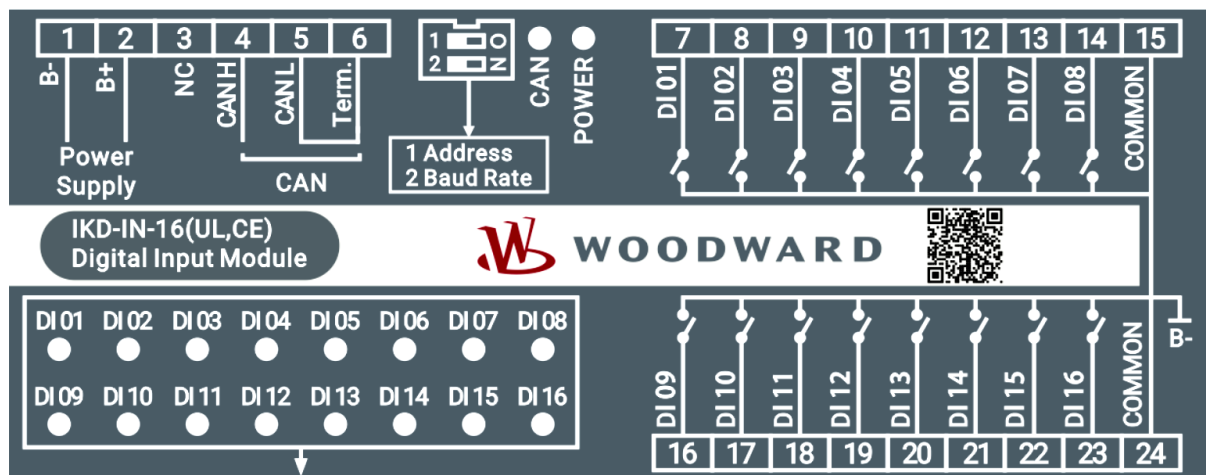 1 2 3 4 5 6
B- B+ NC CAN H CAN L Term.
Power
Supply
CAN
1 O
2 N
CAN
POWER
1 Address
2 Baud Rate
7 8 9 10 11 12 13 14 15
DI 01 DI 02 DI 03 DI 04 DI 05 DI 06 DI 07 DI 08 COMMON
IKD-IN-16(UL,CE)
Digital Input Module
W WOODWARD
DI 01 DI 02 DI 03 DI 04 DI 05 DI 06 DI 07 DI 08
DI 09 DI 10 DI 11 DI 12 DI 13 DI 14 DI 15 DI 16
B-
DI 09 DI 10 DI 11 DI 12 DI 13 DI 14 DI 15 DI 16 COMMON
16 17 18 19 20 21 22 23 24